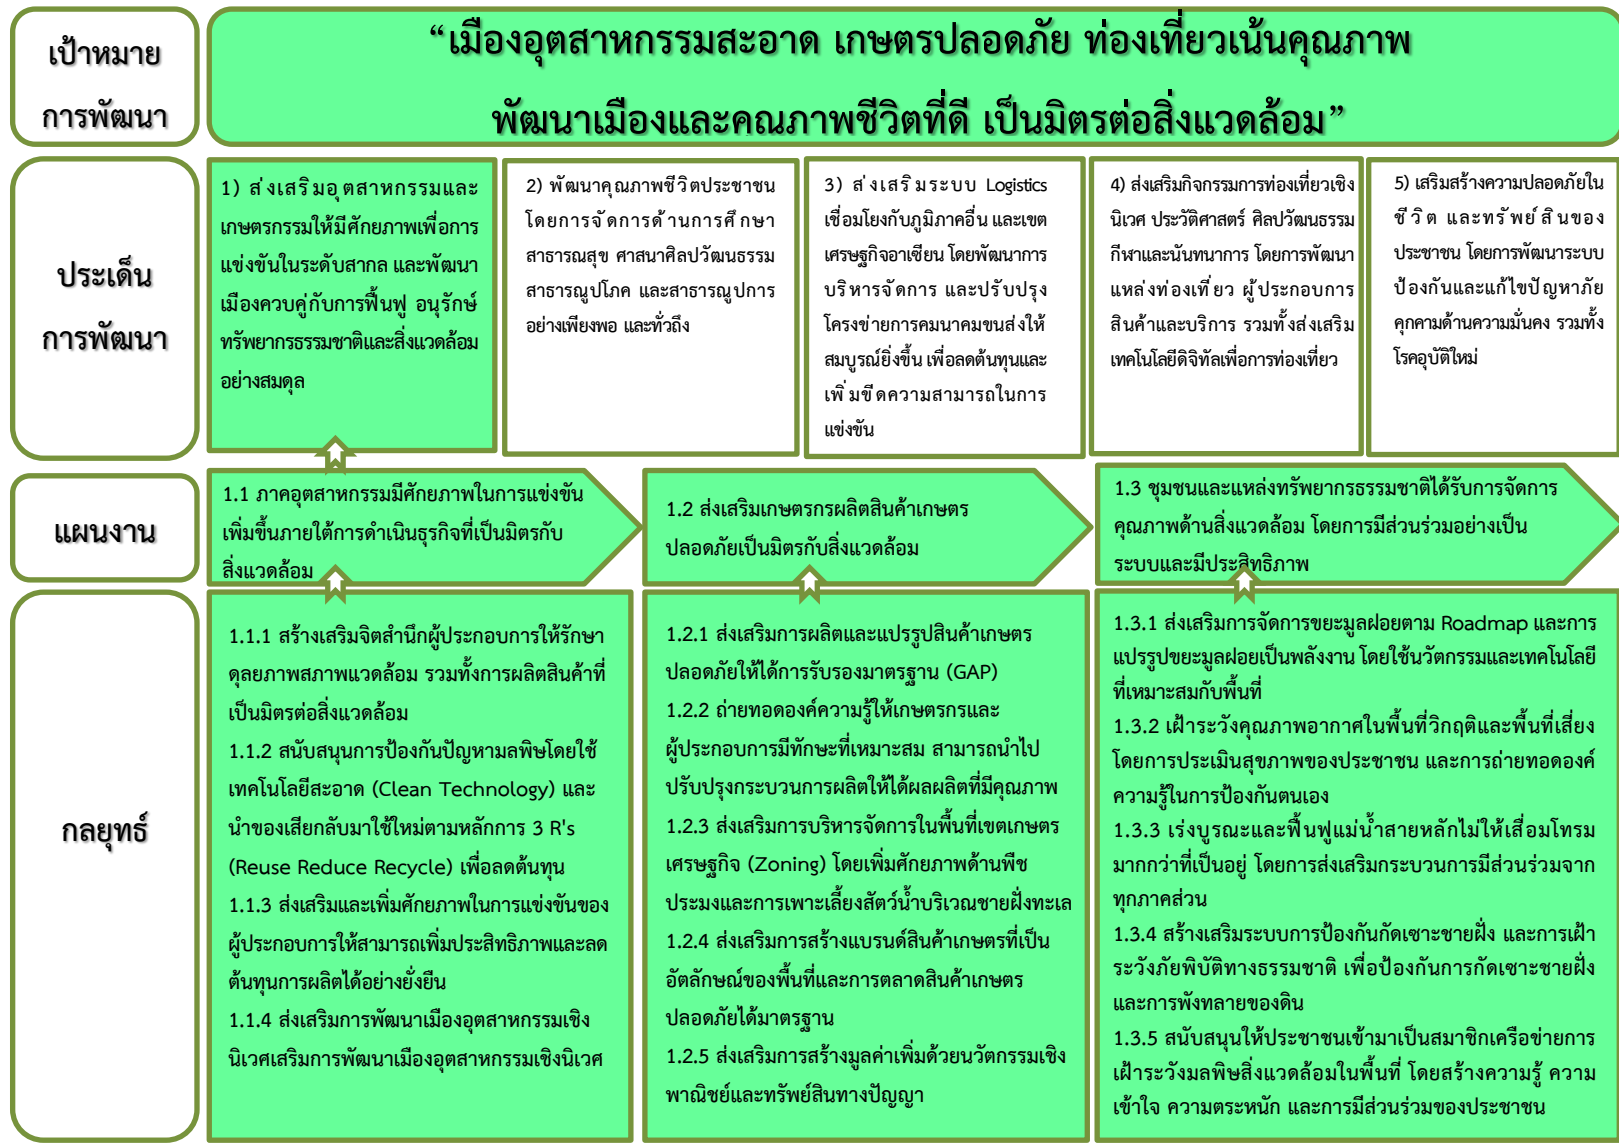 เป้าหมาย
การพัฒนา
“เมืองอุตสาหกรรมสะอาด เกษตรปลอดภัย ท่องเที่ยวเน้นคุณภาพ
พัฒนาเมืองและคณภาพชีวิตที่ดี เป็นมิตรต่อสิ่งแวดล้อม”
ประเด็น
การพัฒนา
1) ส่งเสริมอุตสาหกรรมและ
เกษตรกรรมให้มีศักยภาพเพื่อการ
แข่งขันในระดับสากล และพัฒนา
เมืองควบคู่กับการฟื้นฟู อนุรักษ์
ทรัพยากรธรรมชาติและสิ่งแวดล้อม
อย่างสมดุล
2) พัฒนาคุณภาพชีวิตประชาชน
โดยการจัดการด้านการศึกษา
สาธารณสุข ศาสนาศิลปวัฒนธรรม
สาธารณูปโภค และสาธารณูปการ
อย่างเพียงพอ และทั่วถึง
3) ส่งเสริมระบบ Logistics
เชื่อมโยงกับภูมิภาคอื่น และเขต
เศรษฐกิจอาเซียน โดยพัฒนาการ
บริหารจัดการ และปรับปรุง
โครงข่ายการคมนาคมขนส่งให้
สมบูรณ์ยิ่งขึ้น เพื่อลดต้นทุนและ
เพิ่มขีดความสามารถในการ
แข่งขัน
4) ส่งเสริมกิจกรรมการท่องเที่ยวเชิง
นิเวศ ประวัติศาสตร์ ศิลปวัฒนธรรม
กีฬาและนันทนาการ โดยการพัฒนา
แหล่งท่องเที่ยว ผู้ประกอบการ
สินค้าและบริการ รวมทั้งส่งเสริม
เทคโนโลยีดิจิทัลเพื่อการท่องเที่ยว
5) เสริมสร้างความปลอดภัยใน
ชีวิต และทรัพย์สินของ
ประชาชน โดยการพัฒนาระบบ
ป้องกันและแก้ไขปัญหาภัย
คุกคามด้านความมั่นคง รวมทั้ง
โรคอุบัติใหม่
แผนงาน
1.1 ภาคอุตสาหกรรมมีศักยภาพในการแข่งขัน
เพิ่มขึ้นภายใต้การดำเนินธุรกิจที่เป็นมิตรกับ
สิ่งแวดล้อม
1.2 ส่งเสริมเกษตรกรผลิตสินค้าเกษตร
ปลอดภัยเป็นมิตรกับสิ่งแวดล้อม
1.3 ชุมชนและแหล่งทรัพยากรธรรมชาติได้รับการจัดการ
คุณภาพด้านสิ่งแวดล้อม โดยการมีส่วนร่วมอย่างเป็น
ระบบและมีประสิทธิภาพ
กลยุทธ์
1.1.1 สร้างเสริมจิตสำนึกผู้ประกอบการให้รักษา
ดุลยภาพสภาพแวดล้อม รวมทั้งการผลิตสินค้าที่
เป็นมิตรต่อสิ่งแวดล้อม
1.1.2 สนับสนุนการป้องกันปัญหามลพิษโดยใช้
เทคโนโลยีสะอาด (Clean Technology) และ
นำของเสียกลับมาใช้ใหม่ตามหลักการ 3 R's
(Reuse Reduce Recycle) เพื่อลดต้นทุน
1.1.3 ส่งเสริมและเพิ่มศักยภาพในการแข่งขันของ
ผู้ประกอบการให้สามารถเพิ่มประสิทธิภาพและลด
ต้นทุนการผลิตได้อย่างยั่งยืน
1.1.4 ส่งเสริมการพัฒนาเมืองอุตสาหกรรมเชิง
นิเวศเสริมการพัฒนาเมืองอุตสาหกรรมเชิงนิเวศ
1.2.1 ส่งเสริมการผลิตและแปรรูปสินค้าเกษตร
ปลอดภัยให้ได้การรับรองมาตรฐาน (GAP)
1.2.2 ถ่ายทอดองค์ความรู้ให้เกษตรกรและ
ผู้ประกอบการมีทักษะที่เหมาะสม สามารถนำไป
ปรับปรุงกระบวนการผลิตให้ได้ผลผลิตที่มีคุณภาพ
1.2.3 ส่งเสริมการบริหารจัดการในพื้นที่เขตเกษตร
เศรษฐกิจ (Zoning) โดยเพิ่มศักยภาพด้านพืช
ประมงและการเพาะเลี้ยงสัตว์น้ำบริเวณชายฝั่งทะเล
1.2.4 ส่งเสริมการสร้างแบรนด์สินค้าเกษตรที่เป็น
อัตลักษณ์ของพื้นที่และการตลาดสินค้าเกษตร
ปลอดภัยได้มาตรฐาน
1.2.5 ส่งเสริมการสร้างมูลค่าเพิ่มด้วยนวัตกรรมเชิง
พาณิชย์และทรัพย์สินทางปัญญา
1.3.1 ส่งเสริมการจัดการขยะมูลฝอยตาม Roadmap และการ
แปรรูปขยะมูลฝอยเป็นพลังงาน โดยใช้นวัตกรรมและเทคโนโลยี
ที่เหมาะสมกับพื้นที่
1.3.2 เฝ้าระวังคุณภาพอากาศในพื้นที่วิกฤติและพื้นที่เสี่ยง
โดยการประเมินสุขภาพของประชาชน และการถ่ายทอดองค์
ความรู้ในการป้องกันตนเอง
1.3.3 เร่งบูรณะและฟื้นฟูแม่น้ำสายหลักไม่ให้เสื่อมโทรม
มากกว่าที่เป็นอยู่ โดยการส่งเสริมกระบวนการมีส่วนร่วมจาก
ทุกภาคส่วน
1.3.4 สร้างเสริมระบบการป้องกันกัดเซาะชายฝั่ง และการเฝ้า
ระวังภัยพิบัติทางธรรมชาติ เพื่อป้องกันการกัดเซาะชายฝั่ง
และการพังทลายของดิน
1.3.5 สนับสนุนให้ประชาชนเข้ามาเป็นสมาชิกเครือข่ายการ
เฝ้าระวังมลพิษสิ่งแวดล้อมในพื้นที่ โดยสร้างความรู้ ความ
เข้าใจ ความตระหนัก และการมีส่วนร่วมของประชาชน